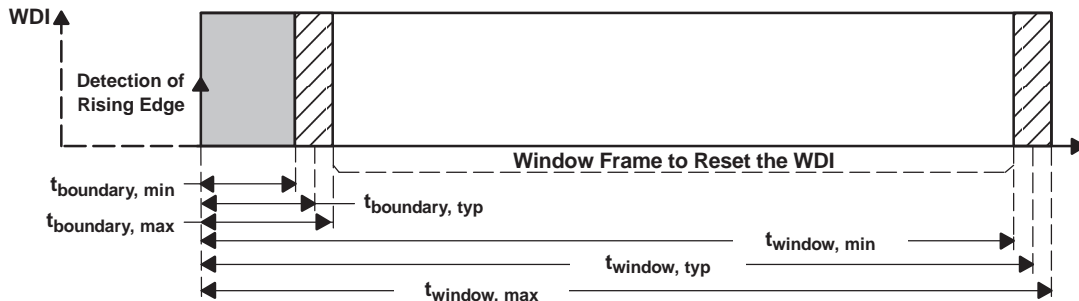 WDI
Detection of
Rising Edge
Window Frame to Reset the WDI
tboundary, min
tboundary, typ
tboundary, max
twindow, min
twindow, typ
twindow, max